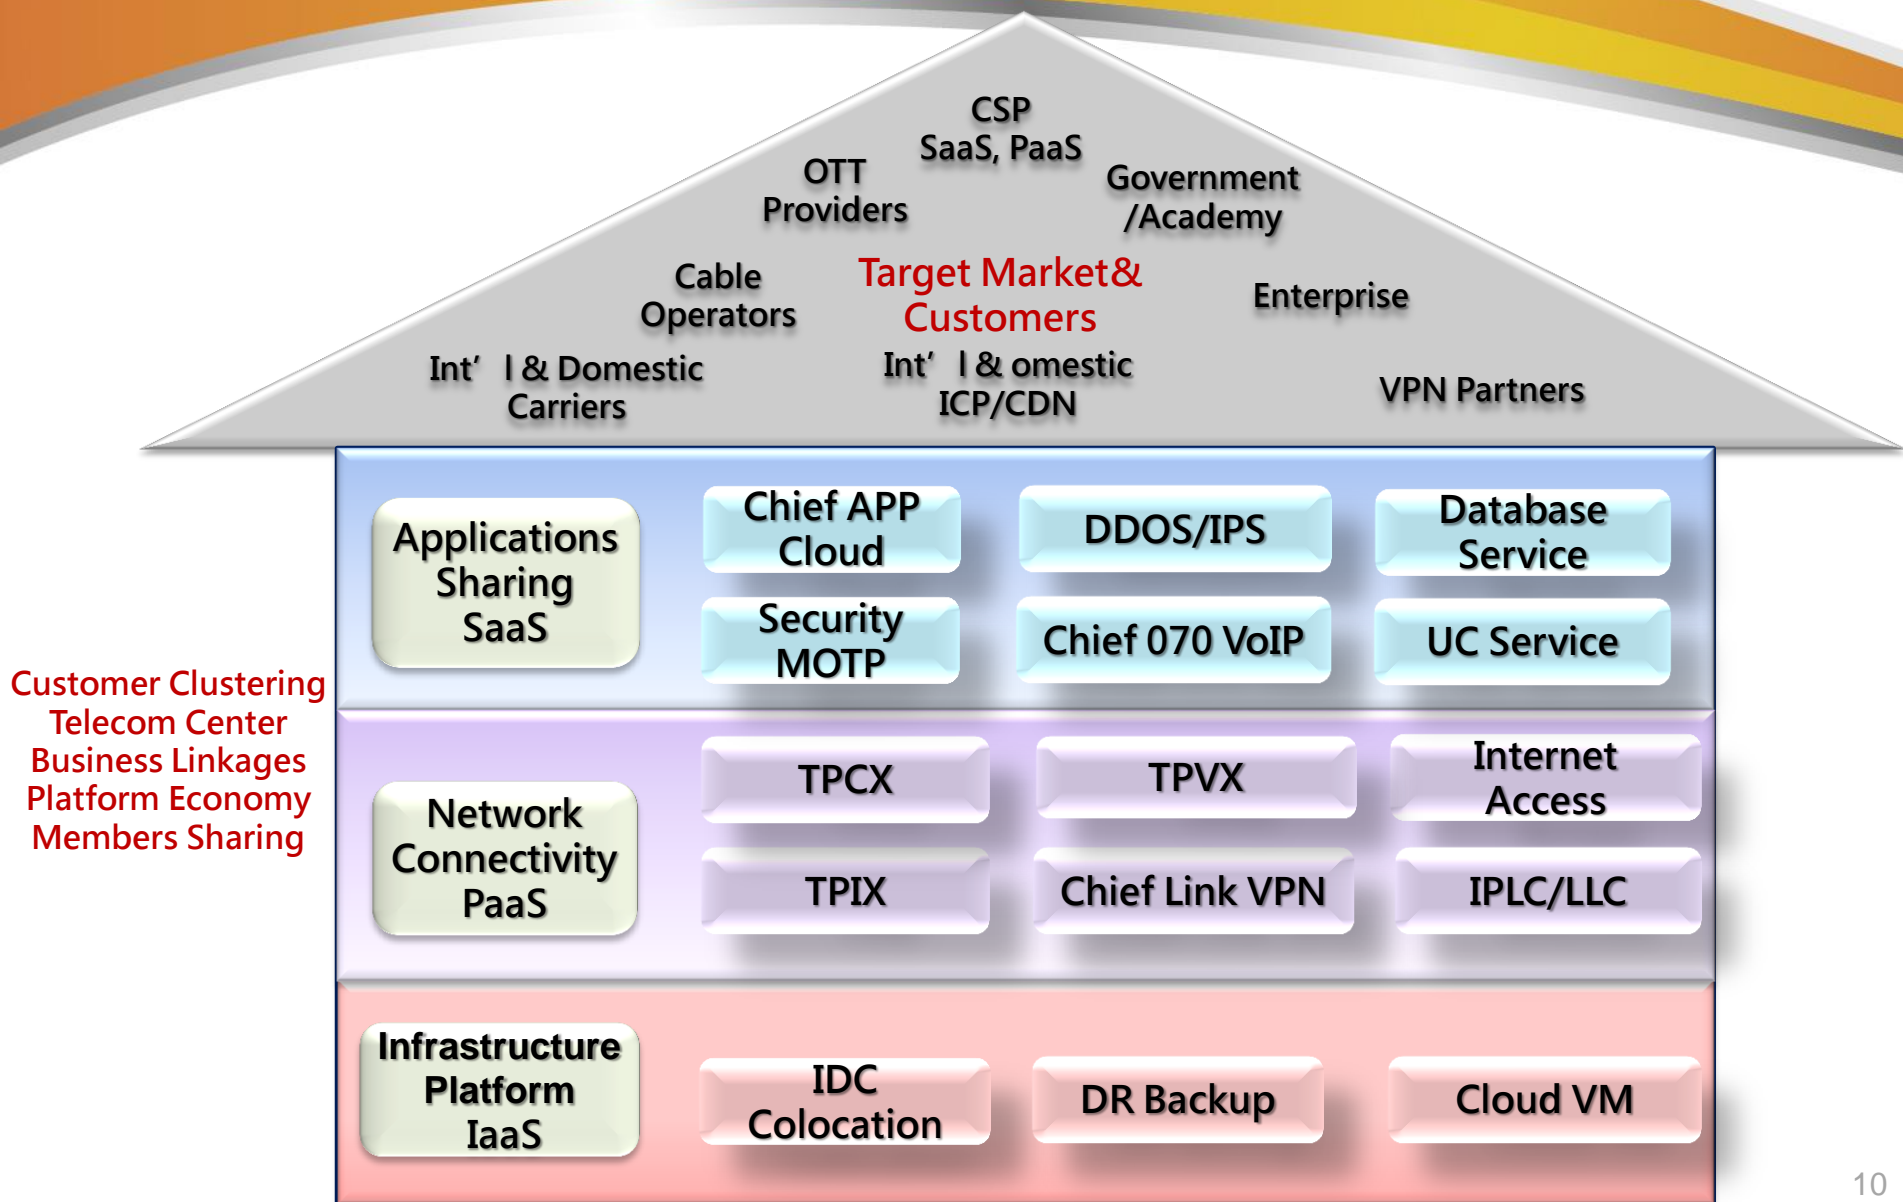 CSP
SaaS, PaaS
OTT
Providers
Government
/Academy
Cable
Operators
Target Market&
Customers
Enterprise
Int’ l & Domestic
Carriers
Int’ l & omestic
ICP/CDN
VPN Partners
Applications
Sharing
SaaS
Chief APP
Cloud
DDOS/IPS
Database
Service
Security
MOTP
Chief 070 VoIP
UC Service
Customer Clustering
Telecom Center
Business Linkages
Platform Economy
Members Sharing
Network
Connectivity
PaaS
TPCX
TPVX
Internet
Access
TPIX
Chief Link VPN
IPLC/LLC
Infrastructure
Platform
IaaS
IDC
Colocation
DR Backup
Cloud VM
10